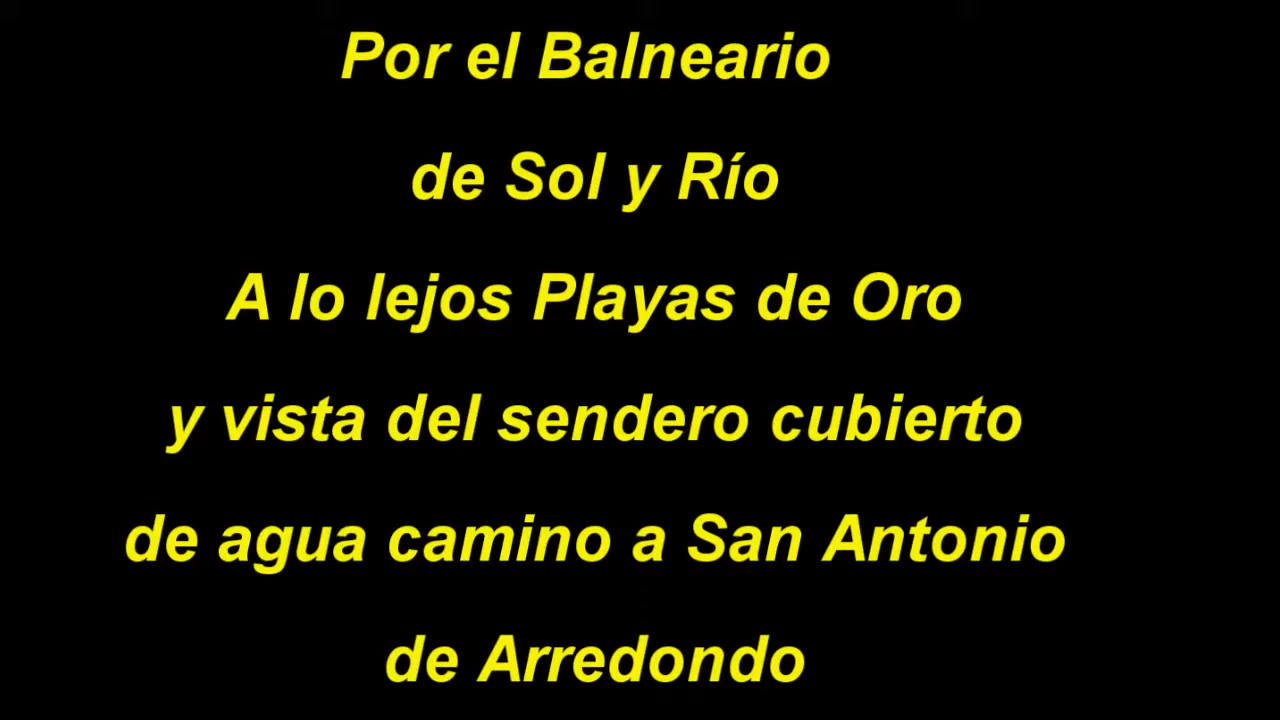 Por el Balneario
de Sol y Río
A lo lejos Playas de Oro
y vista del sendero cubierto
de agua camino a San Antonio
de Arredondo